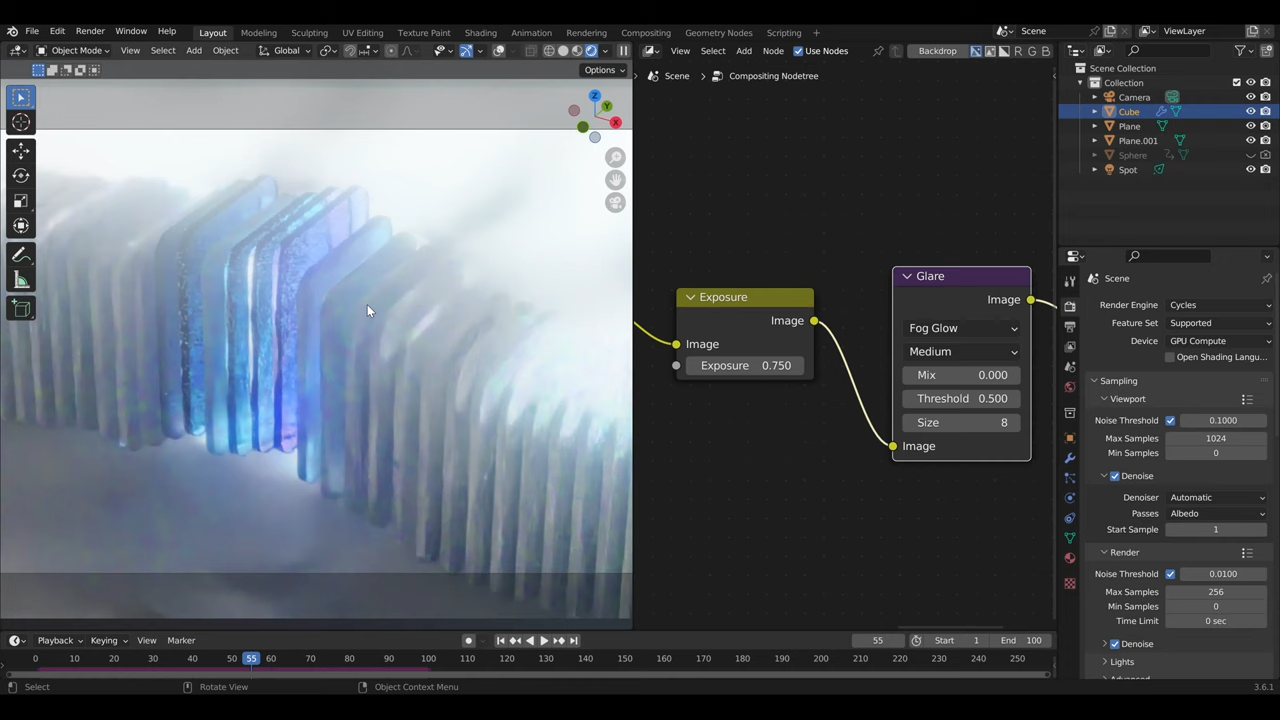 File Edit Render Window Help Layout Modeling Sculpting UV Editing Texture Paint Shading Animation Rendering Compositing Geometry Nodes Scripting Scene ViewLayer
Object Mode View Select Add Object Global View Select Add Node Use Nodes Backdrop R G B
Options
Scene > Compositing Nodetree
Scene Collection
Collection
Camera
Cube
Plane
Plane.001
Sphere
Spot
Z
Y
X
Exposure
Image
Image
Exposure 0.750
Glare
Image
Fog Glow
Medium
Mix 0.000
Threshold 0.500
Size 8
Image
Scene
Render Engine Cycles
Feature Set Supported
Device GPU Compute
Open Shading Langu...
Sampling
Viewport
Noise Threshold 0.1000
Max Samples 1024
Min Samples 0
Denoise
Denoiser Automatic
Passes Albedo
Start Sample 1
Render
Noise Threshold 0.0100
Max Samples 256
Min Samples 0
Time Limit 0 sec
Denoise
Lights
Playback Keying View Marker 55 Start 1 End 100
0 10 20 30 40 50 55 60 70 80 90 100 110 120 130 140 150 160 170 180 190 200 210 220 230 240 250
Select Rotate View Object Context Menu 3.6.1